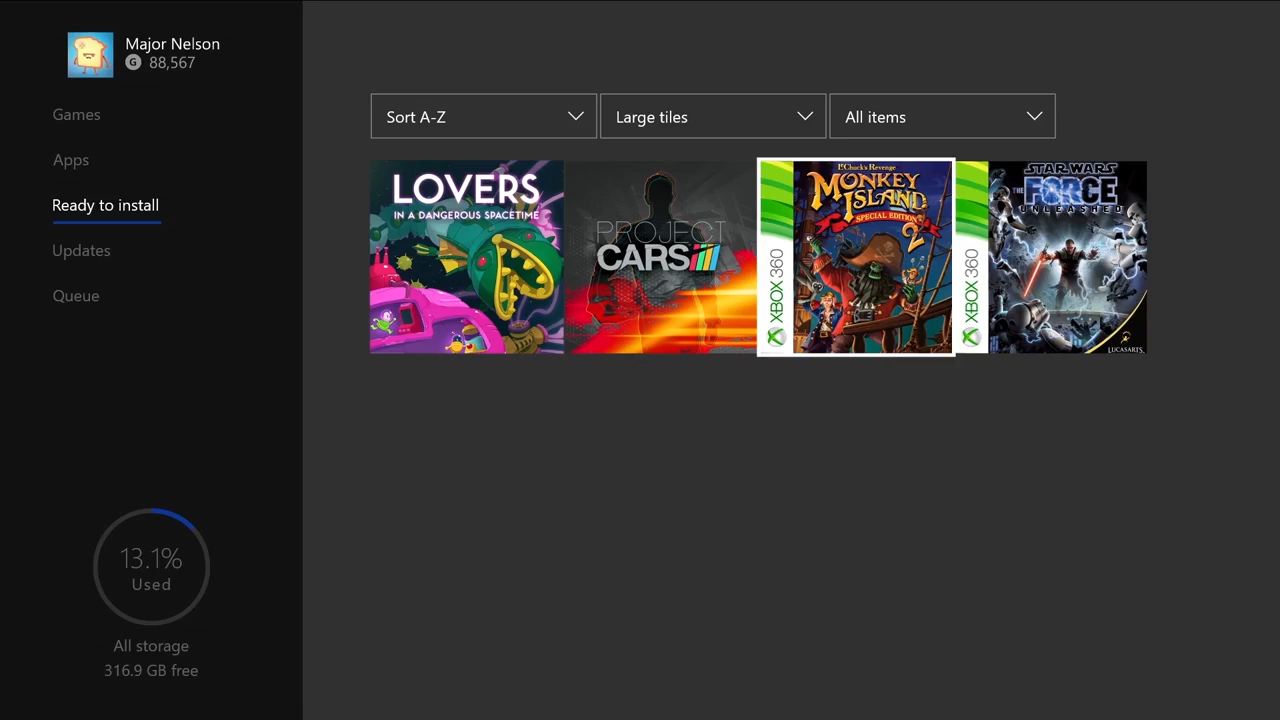 Major Nelson
G 88,567
Games
Apps
Ready to install
Updates
Queue
13.1%
Used
All storage
316.9 GB free
Sort A-Z
Large tiles
All items
LOVERS
IN A DANGEROUS SPACETIME
PROJECT
CARS
XBOX 360
LeChuck's Revenge
MONKEY
ISLAND
SPECIAL EDITION
2
XBOX 360
STAR WARS
THE FORCE
UNLEASHED
LUCASARTS